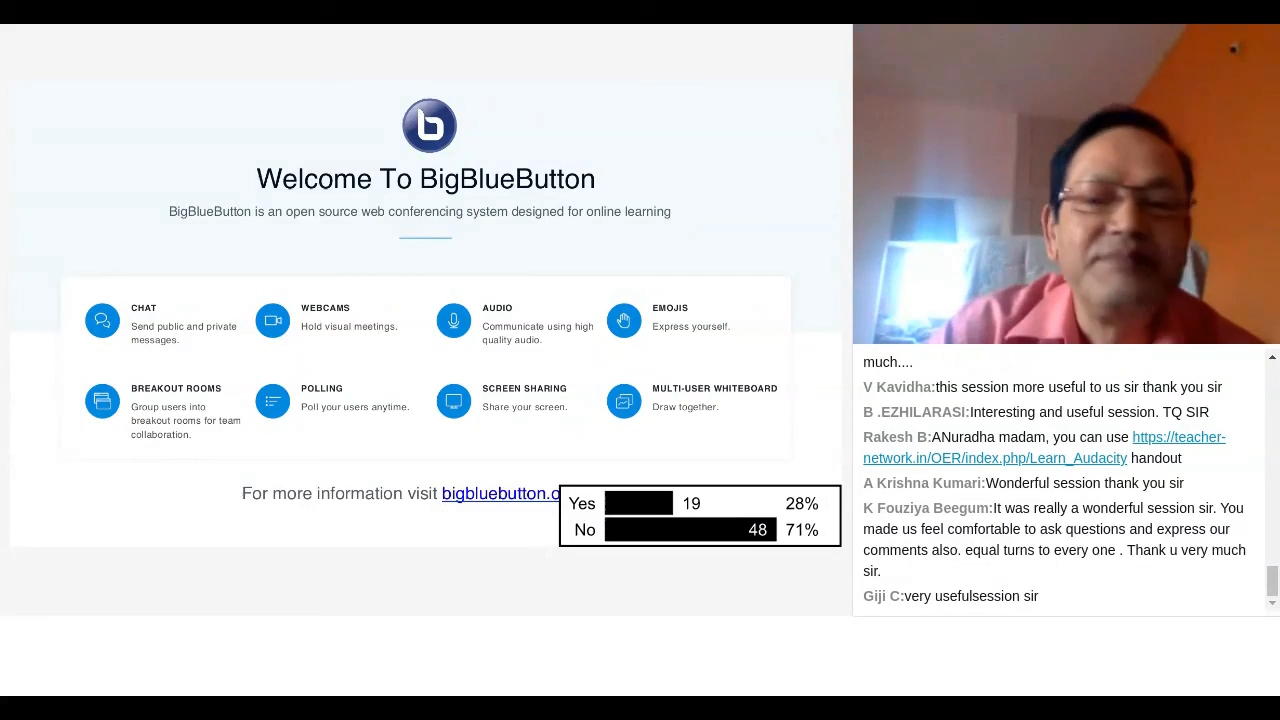 Welcome To BigBlueButton
BigBlueButton is an open source web conferencing system designed for online learning
CHAT
Send public and private
messages.
WEBCAMS
Hold visual meetings.
AUDIO
Communicate using high
quality audio.
EMOJIS
Express yourself.
BREAKOUT ROOMS
Group users into
breakout rooms for team
collaboration.
POLLING
Poll your users anytime.
SCREEN SHARING
Share your screen.
MULTI-USER WHITEBOARD
Draw together.
For more information visit bigbluebutton.o
Yes 19 28%
No 48 71%
much....
V Kavidha:this session more useful to us sir thank you sir
B .EZHILARASI:Interesting and useful session. TQ SIR
Rakesh B:ANuradha madam, you can use https://teacher-
network.in/OER/index.php/Learn_Audacity handout
A Krishna Kumari:Wonderful session thank you sir
K Fouziya Beegum:It was really a wonderful session sir. You
made us feel comfortable to ask questions and express our
comments also. equal turns to every one . Thank u very much
sir.
Giji C:very usefulsession sir